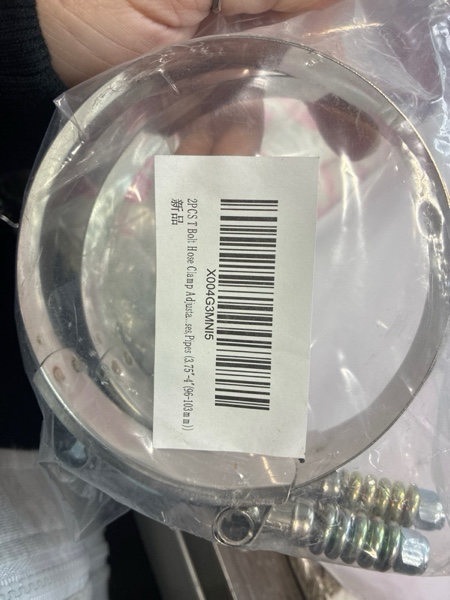 X004G3MNI5
2PCS T Bolt Hose Clamp Adjusta...ses,Pipes (3.75"-4"(96-103mm))
新品